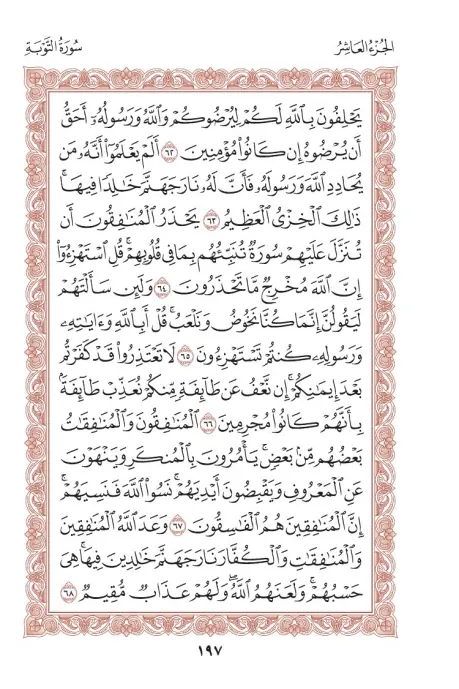 الجزء العاشر
سورة التوبة
يَحْلِفُونَ بِٱللَّهِ لَكُمْ لِيُرْضُوكُمْ وَٱللَّهُ وَرَسُولُهُۥٓ أَحَقُّ
أَن يُرْضُوهُ إِن كَانُوا۟ مُؤْمِنِينَ ٦٢ أَلَمْ يَعْلَمُوٓا۟ أَنَّهُۥ مَن
يُحَادِدِ ٱللَّهَ وَرَسُولَهُۥ فَأَنَّ لَهُۥ نَارَ جَهَنَّمَ خَٰلِدًا فِيهَا ۚ
ذَٰلِكَ ٱلْخِزْىُ ٱلْعَظِيمُ ٦٣ يَحْذَرُ ٱلْمُنَٰفِقُونَ أَن
تُنَزَّلَ عَلَيْهِمْ سُورَةٌ تُنَبِّئُهُم بِمَا فِى قُلُوبِهِمْ ۚ قُلِ ٱسْتَهْزِءُوٓا۟
إِنَّ ٱللَّهَ مُخْرِجٌ مَّا تَحْذَرُونَ ٦٤ وَلَئِن سَأَلْتَهُمْ
لَيَقُولُنَّ إِنَّمَا كُنَّا نَخُوضُ وَنَلْعَبُ ۚ قُلْ أَبِٱللَّهِ وَءَايَٰتِهِۦ
وَرَسُولِهِۦ كُنتُمْ تَسْتَهْزِءُونَ ٦٥ لَا تَعْتَذِرُوا۟ قَدْ كَفَرْتُم
بَعْدَ إِيمَٰنِكُمْ ۚ إِن نَّعْفُ عَن طَآئِفَةٍ مِّنكُمْ نُعَذِّبْ طَآئِفَةًۢ
بِأَنَّهُمْ كَانُوا۟ مُجْرِمِينَ ٦٦ ٱلْمُنَٰفِقُونَ وَٱلْمُنَٰفِقَٰتُ
بَعْضُهُم مِّنۢ بَعْضٍ ۚ يَأْمُرُونَ بِٱلْمُنكَرِ وَيَنْهَوْنَ
عَنِ ٱلْمَعْرُوفِ وَيَقْبِضُونَ أَيْدِيَهُمْ ۚ نَسُوا۟ ٱللَّهَ فَنَسِيَهُمْ ۗ
إِنَّ ٱلْمُنَٰفِقِينَ هُمُ ٱلْفَٰسِقُونَ ٦٧ وَعَدَ ٱللَّهُ ٱلْمُنَٰفِقِينَ
وَٱلْمُنَٰفِقَٰتِ وَٱلْكُفَّارَ نَارَ جَهَنَّمَ خَٰلِدِينَ فِيهَا ۚ هِىَ
حَسْبُهُمْ ۚ وَلَعَنَهُمُ ٱللَّهُ ۖ وَلَهُمْ عَذَابٌ مُّقِيمٌ ٦٨
١٩٧